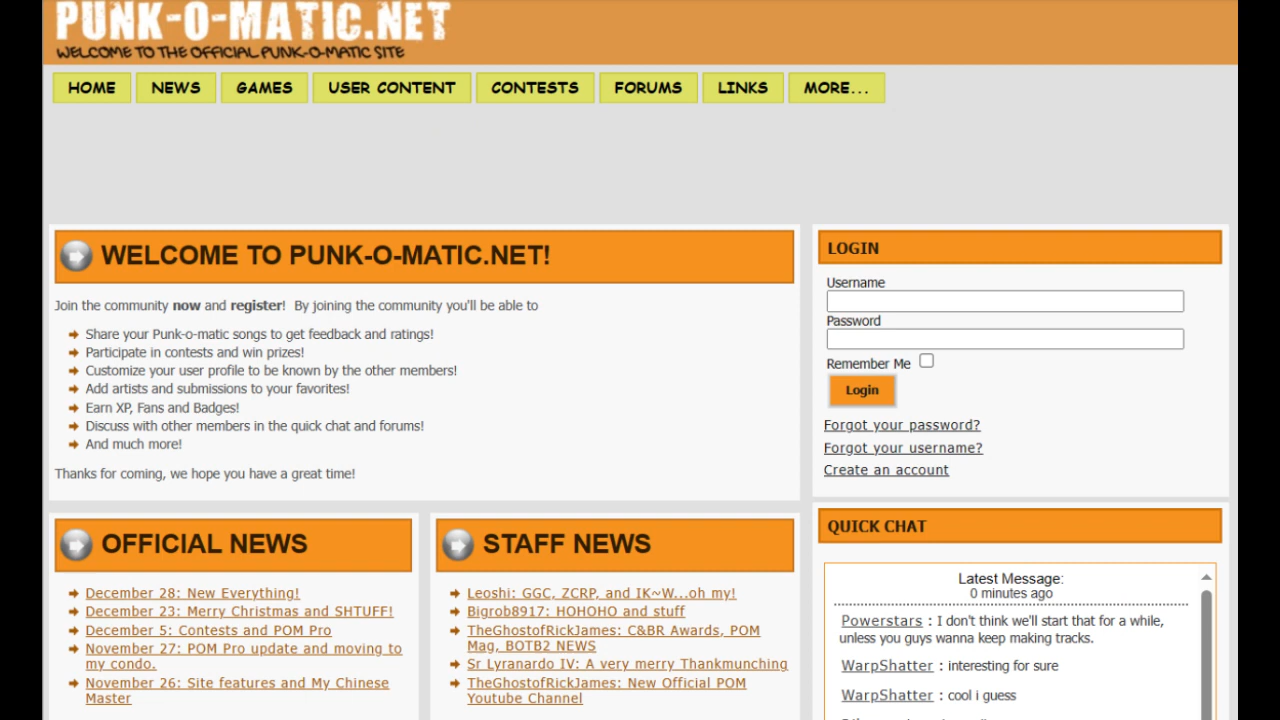 PUNK-O-MATIC.NET
WELCOME TO THE OFFICIAL PUNK-O-MATIC SITE
HOME NEWS GAMES USER CONTENT CONTESTS FORUMS LINKS MORE...
WELCOME TO PUNK-O-MATIC.NET!
Join the community now and register! By joining the community you'll be able to
Share your Punk-o-matic songs to get feedback and ratings!
Participate in contests and win prizes!
Customize your user profile to be known by the other members!
Add artists and submissions to your favorites!
Earn XP, Fans and Badges!
Discuss with other members in the quick chat and forums!
And much more!
Thanks for coming, we hope you have a great time!
LOGIN
Username
Password
Remember Me
Login
Forgot your password?
Forgot your username?
Create an account
OFFICIAL NEWS
December 28: New Everything!
December 23: Merry Christmas and SHTUFF!
December 5: Contests and POM Pro
November 27: POM Pro update and moving to
my condo.
November 26: Site features and My Chinese
Master
STAFF NEWS
Leoshi: GGC, ZCRP, and IK~W...oh my!
Bigrob8917: HOHOHO and stuff
TheGhostofRickJames: C&BR Awards, POM
Mag, BOTB2 NEWS
Sr Lyranardo IV: A very merry Thankmunching
TheGhostofRickJames: New Official POM
Youtube Channel
QUICK CHAT
Latest Message:
0 minutes ago
Powerstars : I don't think we'll start that for a while,
unless you guys wanna keep making tracks.
WarpShatter : interesting for sure
WarpShatter : cool i guess